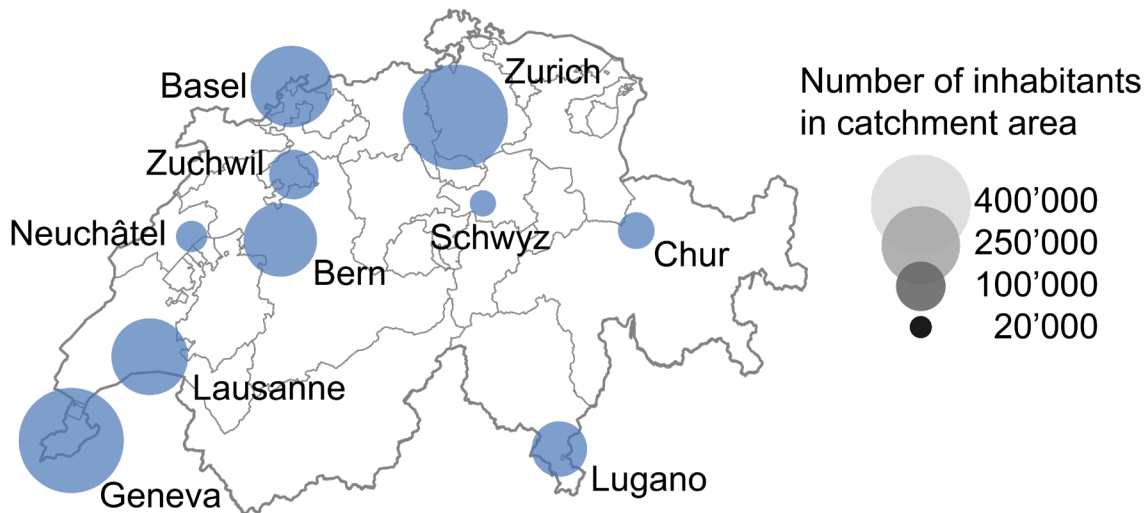 Zurich
Basel
Number of inhabitants
in catchment area
Zuchwil
400’000
Neuchâtel
Schwyz
250’000
Chur
Bern
100’000
20’000
Lausanne
Lugano
Geneva